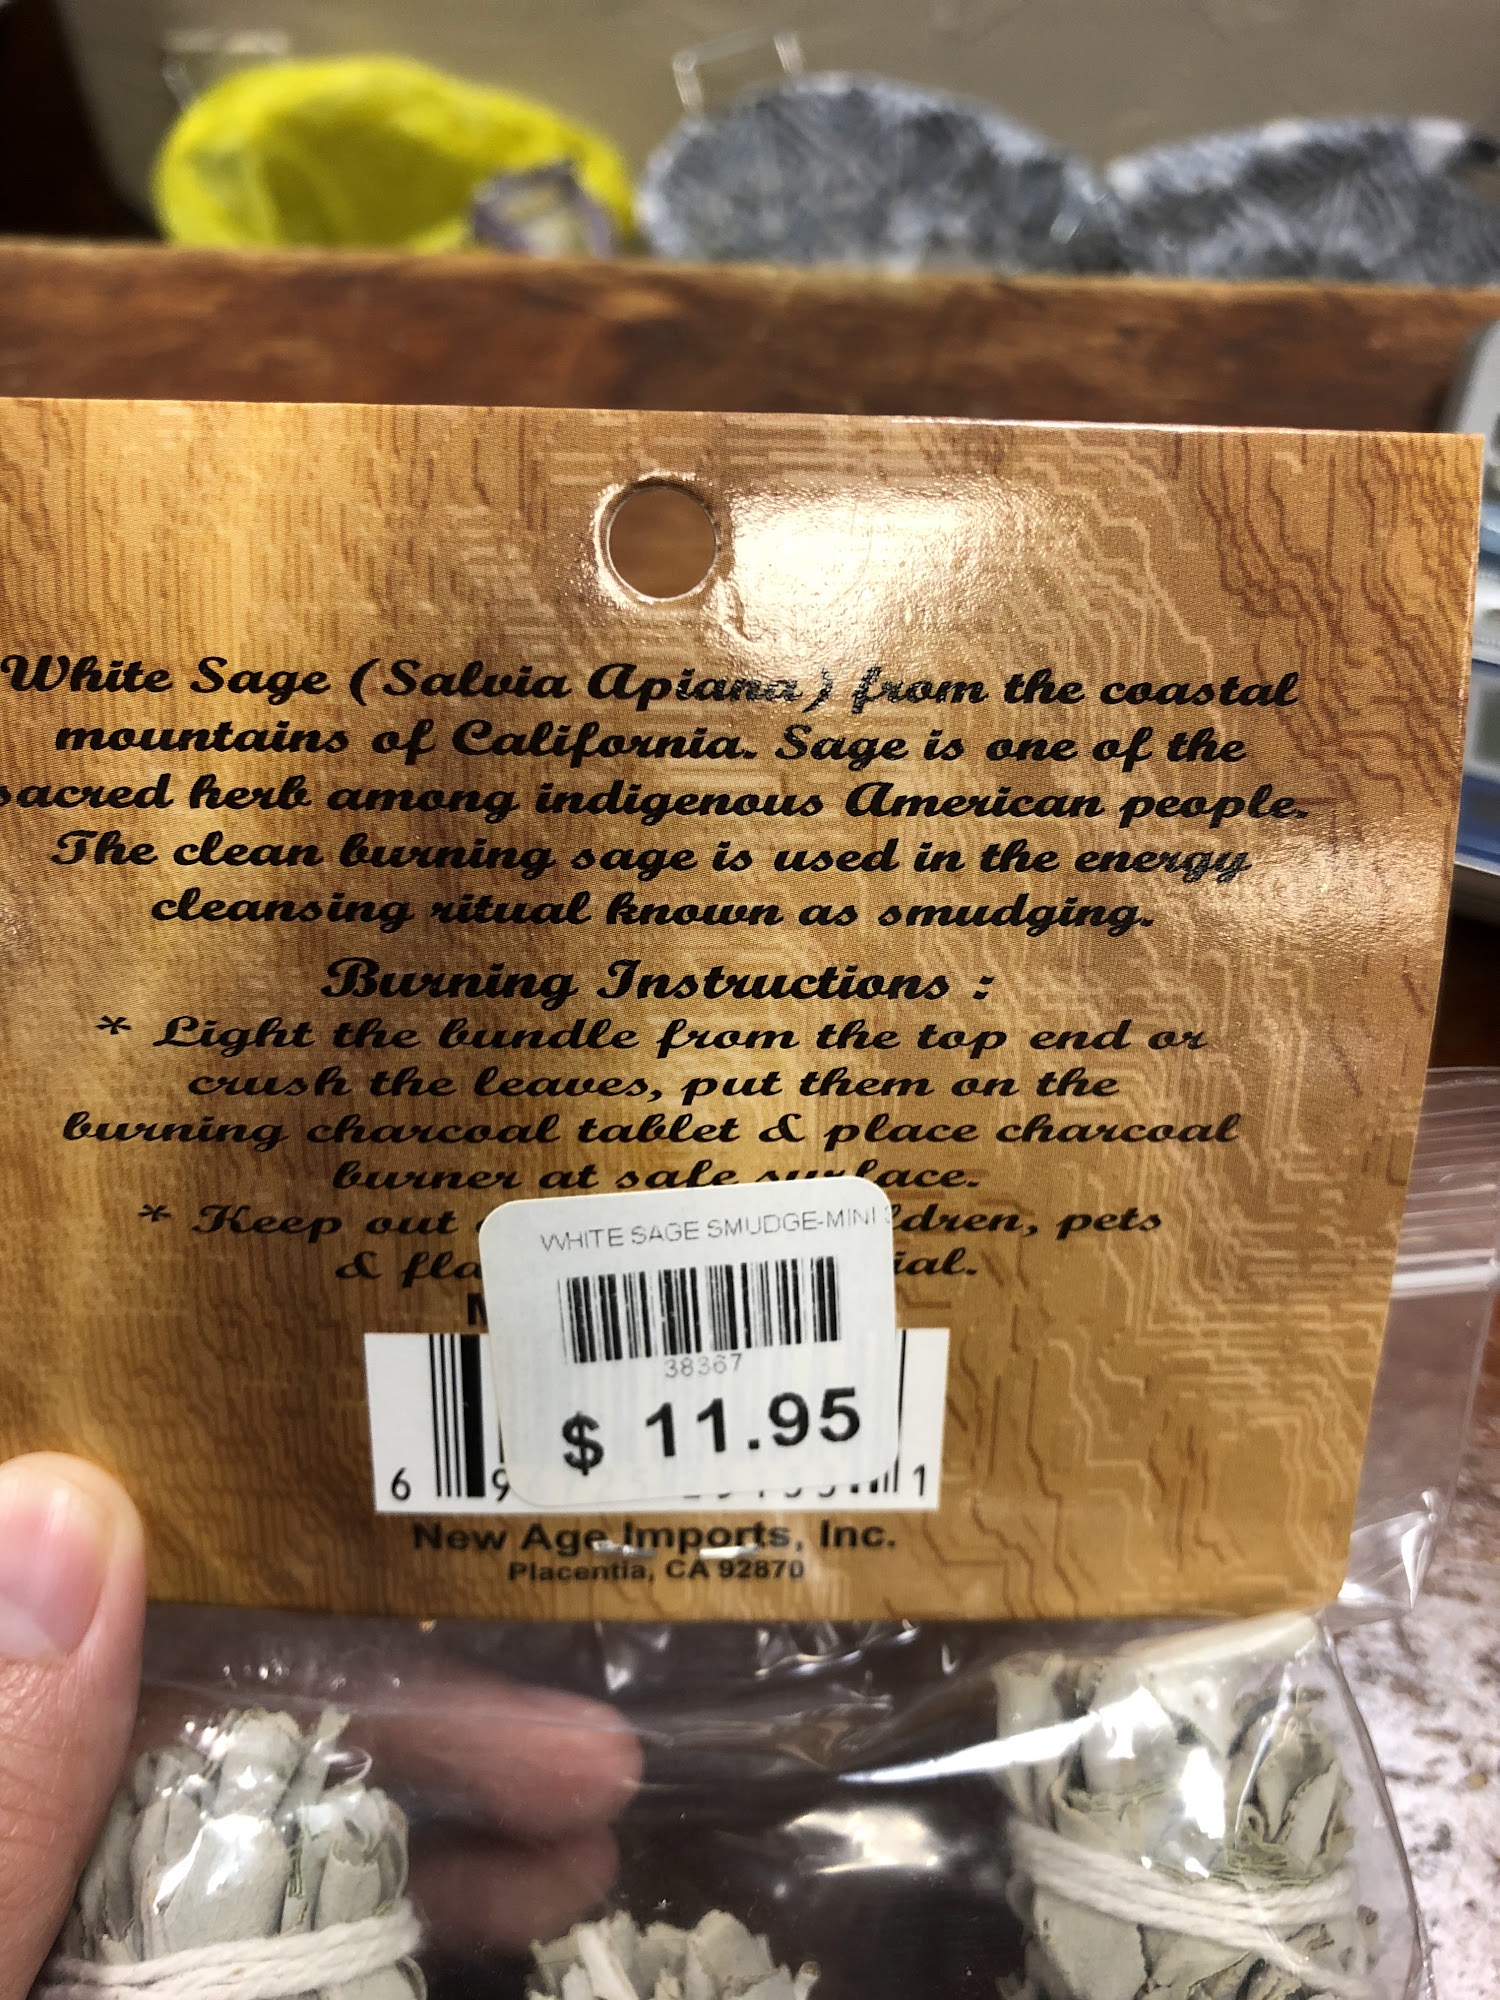 White Sage (Salvia Apiana) from the coastal
mountains of California. Sage is one of the
sacred herb among indigenous American people.
The clean burning sage is used in the energy
cleansing ritual known as smudging.
Burning Instructions :
* Light the bundle from the top end or
crush the leaves, put them on the
burning charcoal tablet & place charcoal
burner at safe surface.
* Keep out pets
&
WHITE SAGE SMUDGE-MINI
38367
$ 11.95
6 1
New Age Imports, Inc.
Placentia, CA 92870